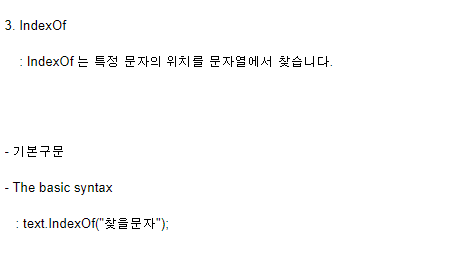 3. IndexOf
: IndexOf 는 특정 문자의 위치를 문자열에서 찾습니다.
- 기본구문
- The basic syntax
: text.IndexOf("찾을문자");